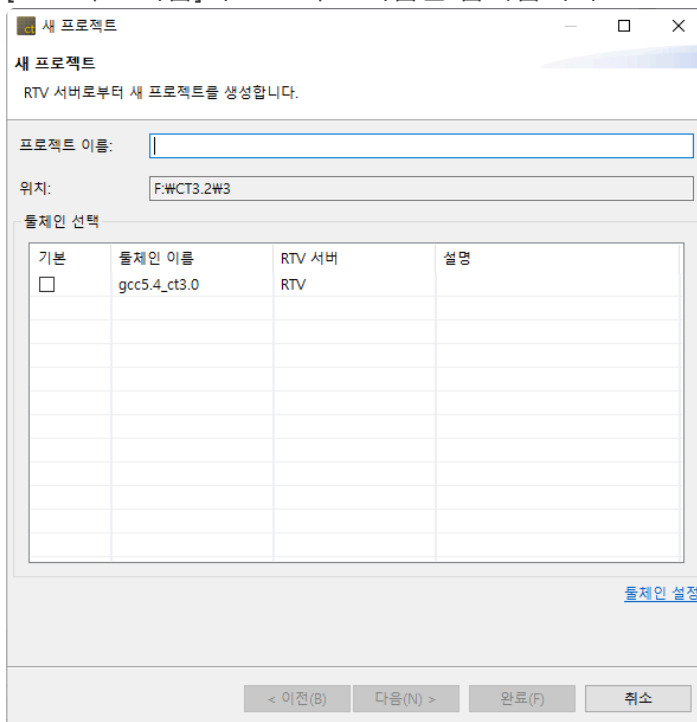 새 프로젝트
새 프로젝트
RTV 서버로부터 새 프로젝트를 생성합니다.
프로젝트 이름:
위치: F:₩CT3.2₩3
툴체인 선택
기본 툴체인 이름 RTV 서버 설명
gcc5.4_ct3.0 RTV
툴체인 설정
< 이전(B) 다음(N) > 완료(F) 취소